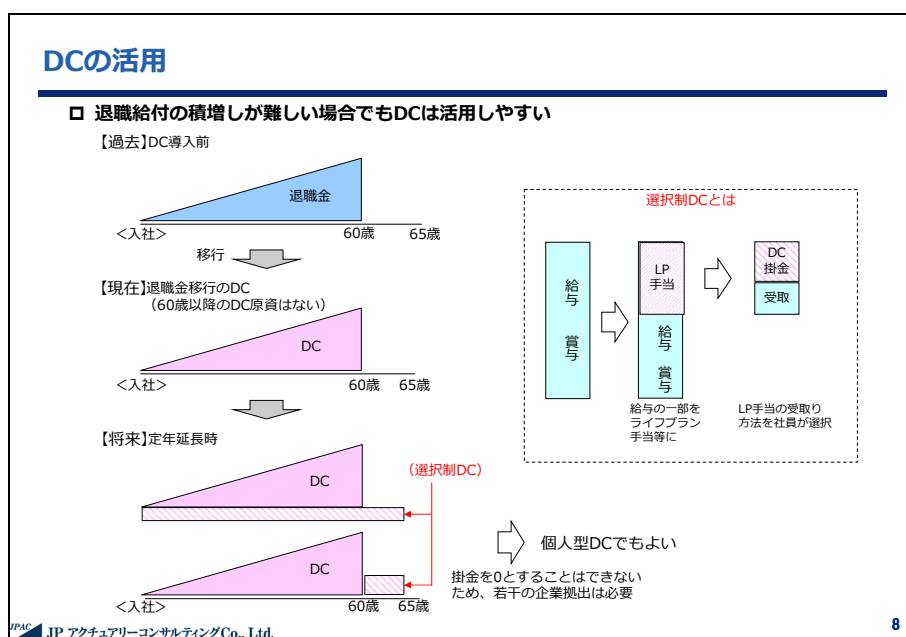 DCの活用
退職給付の積増しが難しい場合でもDCは活用しやすい
【過去】DC導入前
退職金
<入社>
60歳
65歳
移行
【現在】退職金移行のDC
（60歳以降のDC原資はない）
DC
<入社>
60歳
65歳
【将来】定年延長時
DC
（選択制DC）
DC
<入社>
60歳
65歳
選択制DCとは
給与 賞与
LP
手当
給与 賞与
DC
掛金
受取
給与の一部を
ライフプラン
手当等に
LP手当の受取り
方法を社員が選択
個人型DCでもよい
掛金を0とすることはできない
ため、若干の企業拠出は必要
JPAC JP アクチュアリーコンサルティングCo., Ltd.
8